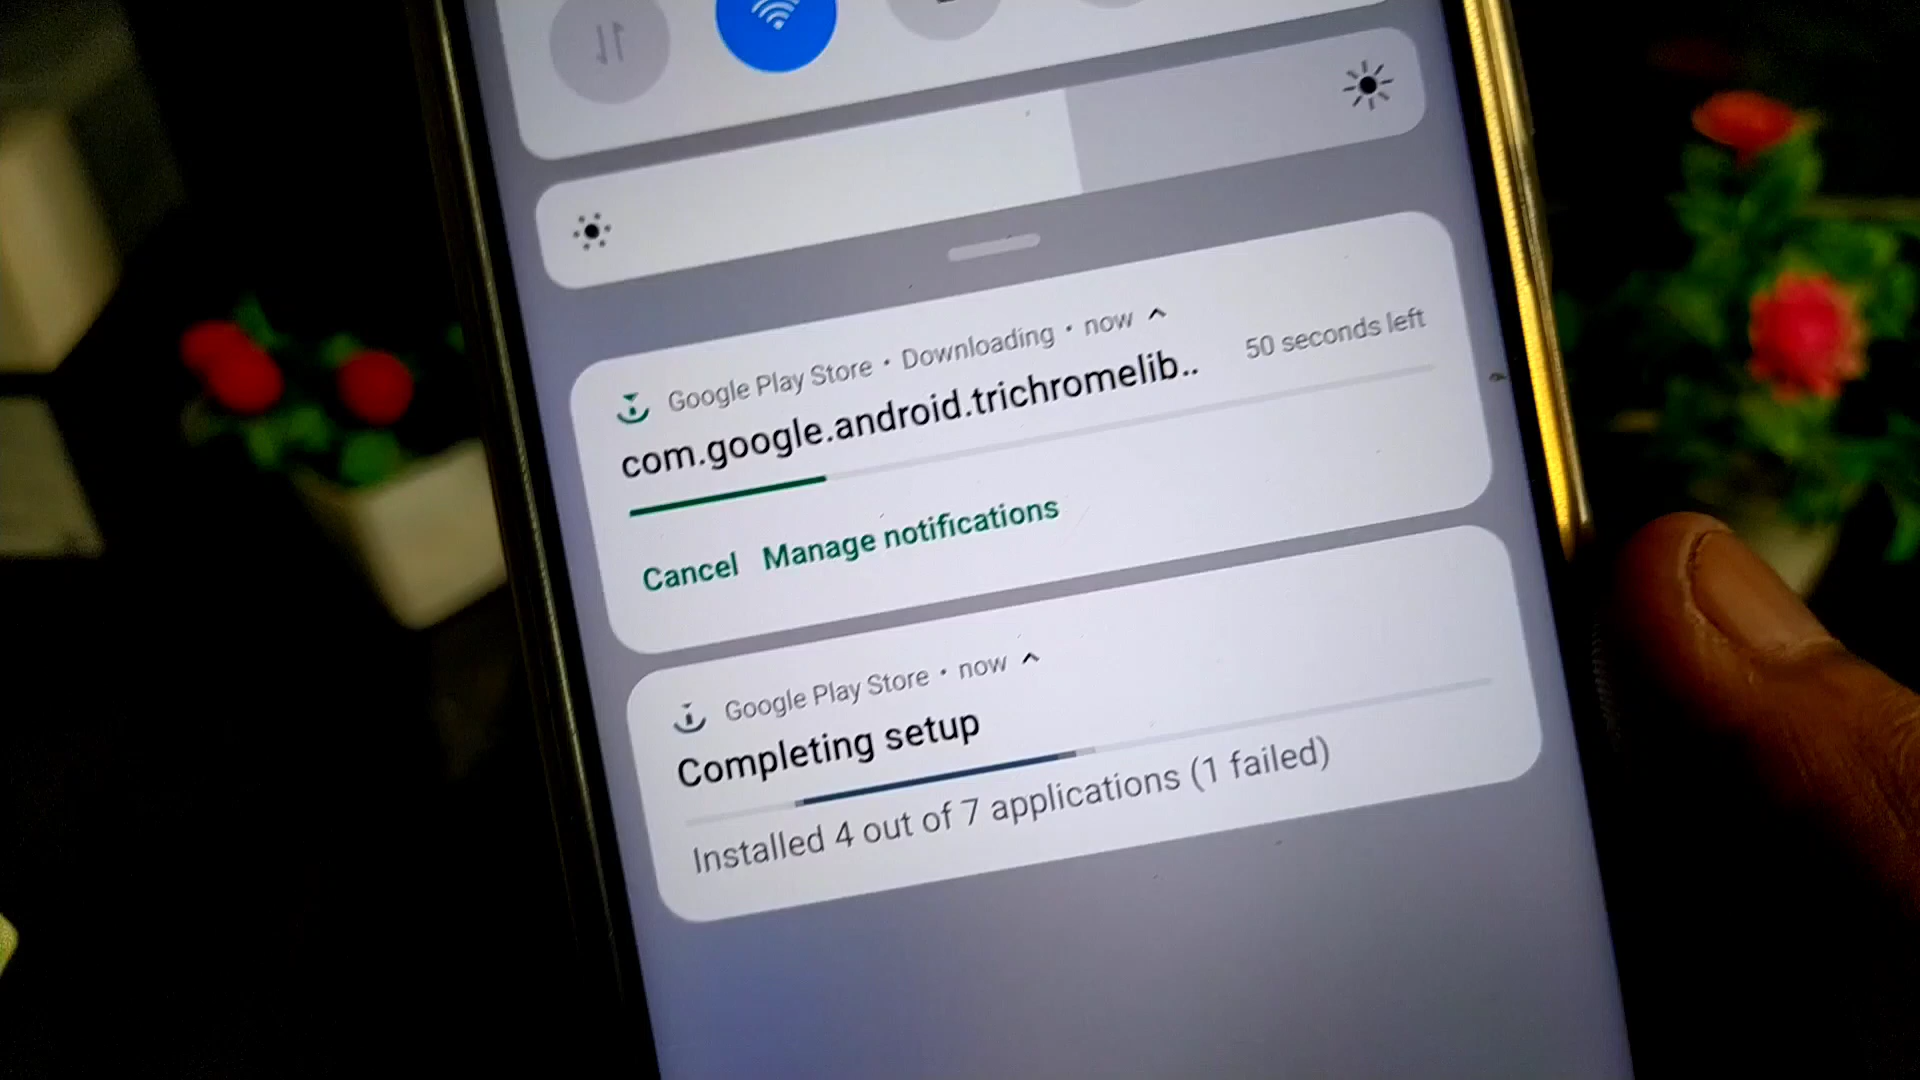 Google Play Store • Downloading • now
com.google.android.trichromelib..
50 seconds left
Cancel Manage notifications
Google Play Store • now
Completing setup
Installed 4 out of 7 applications (1 failed)